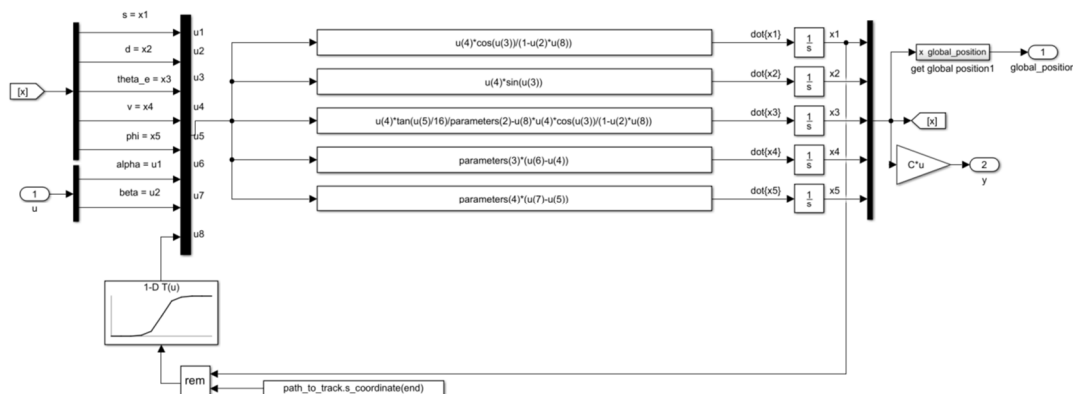 s = x1
d = x2
theta_e = x3
v = x4
phi = x5
alpha = u1
beta = u2
[x]
1
u
u1
u2
u3
u4
u5
u6
u7
u8
u(4)*cos(u(3))/(1-u(2)*u(8))
u(4)*sin(u(3))
u(4)*tan(u(5)/16)/parameters(2)-u(8)*u(4)*cos(u(3))/(1-u(2)*u(8))
parameters(3)*(u(6)-u(4))
parameters(4)*(u(7)-u(5))
dot{x1}
1
s
x1
dot{x2}
1
s
x2
dot{x3}
1
s
x3
dot{x4}
1
s
x4
dot{x5}
1
s
x5
x global_position
get global position1
1
global_position
[x]
C*u
2
y
1-D T(u)
rem
path_to_track.s_coordinate(end)